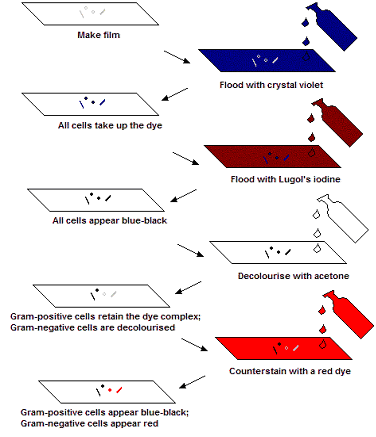 Make film
Flood with crystal violet
All cells take up the dye
Flood with Lugol's iodine
All cells appear blue-black
Decolourise with acetone
Gram-positive cells retain the dye complex;
Gram-negative cells are decolourised
Counterstain with a red dye
Gram-positive cells appear blue-black;
Gram-negative cells appear red